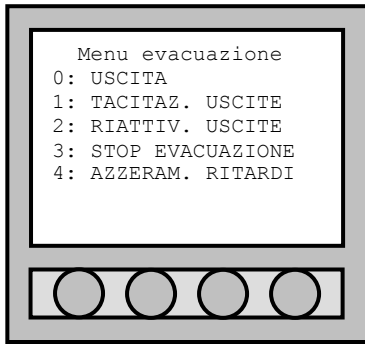 Menu evacuazione
0: USCITA
1: TACITAZ. USCITE
2: RIATTIV. USCITE
3: STOP EVACUAZIONE
4: AZZERAM. RITARDI